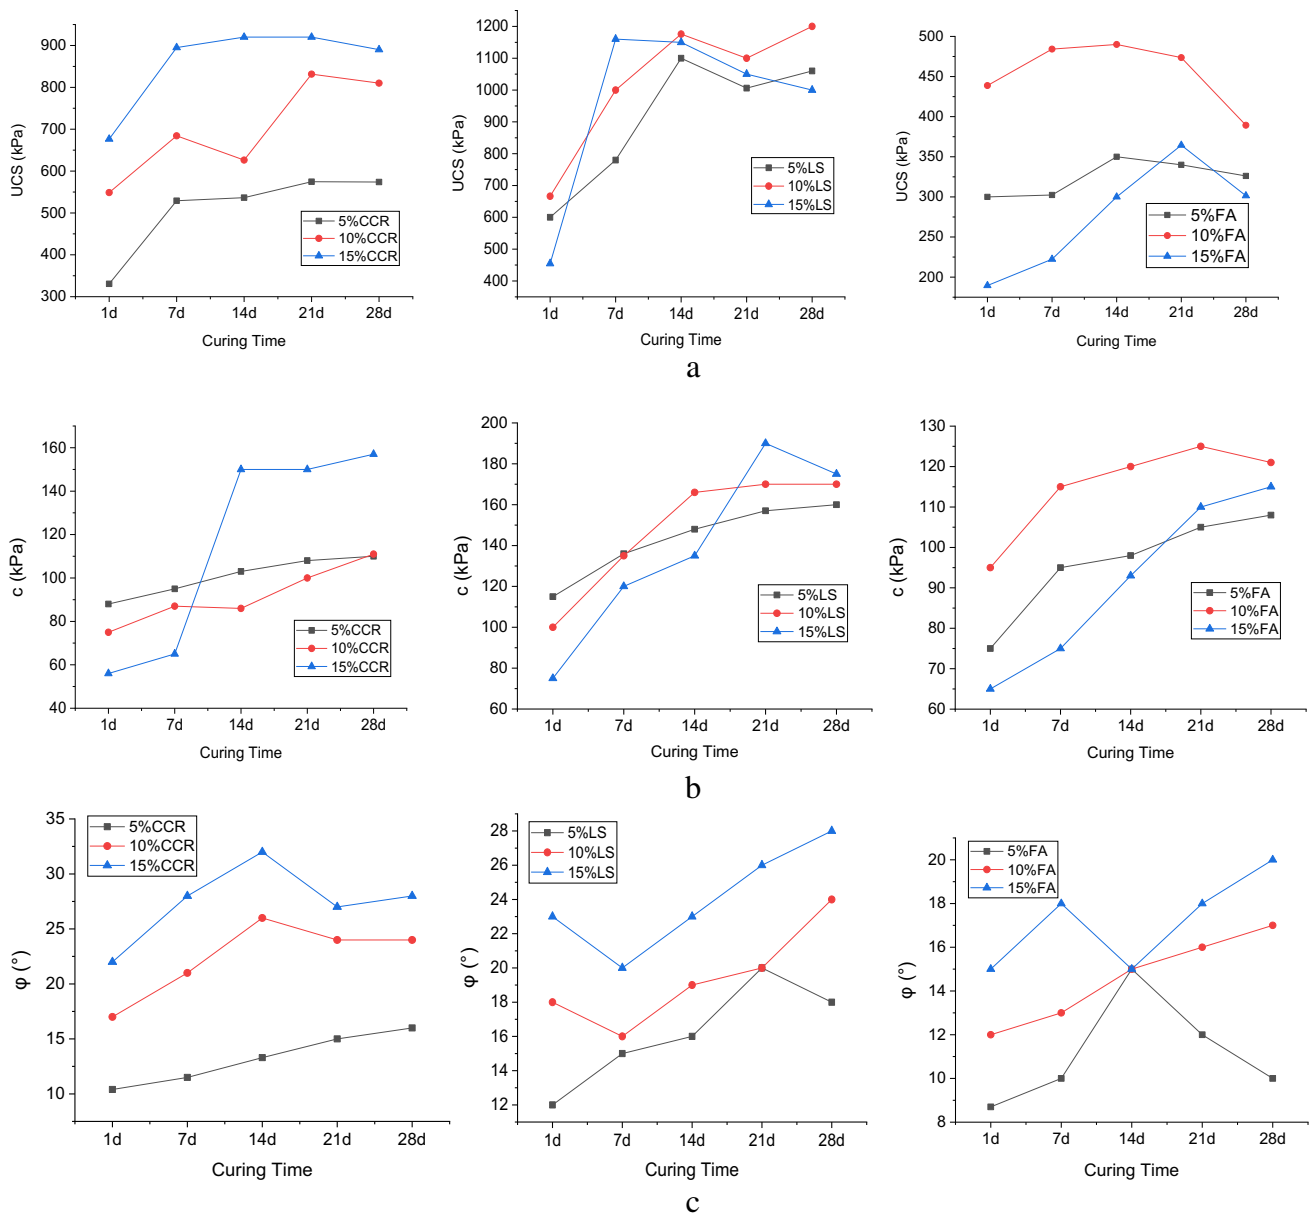 900
800
700
600
500
400
300
UCS (kPa)
5%CCR
10%CCR
15%CCR
1d 7d 14d 21d 28d
Curing Time
1200
1100
1000
900
800
700
600
500
400
UCS (kPa)
5%LS
10%LS
15%LS
1d 7d 14d 21d 28d
Curing Time
500
450
400
350
300
250
200
UCS (kPa)
5%FA
10%FA
15%FA
1d 7d 14d 21d 28d
Curing Time
a
160
140
120
100
80
60
40
c (kPa)
5%CCR
10%CCR
15%CCR
1d 7d 14d 21d 28d
Curing Time
200
180
160
140
120
100
80
60
c (kPa)
5%LS
10%LS
15%LS
1d 7d 14d 21d 28d
Curing Time
130
120
110
100
90
80
70
60
c (kPa)
5%FA
10%FA
15%FA
1d 7d 14d 21d 28d
Curing Time
b
35
30
25
20
15
10
φ (°)
5%CCR
10%CCR
15%CCR
1d 7d 14d 21d 28d
Curing Time
28
26
24
22
20
18
16
14
12
φ (°)
5%LS
10%LS
15%LS
1d 7d 14d 21d 28d
Curing Time
20
18
16
14
12
10
8
φ (°)
5%FA
10%FA
15%FA
1d 7d 14d 21d 28d
Curing Time
c